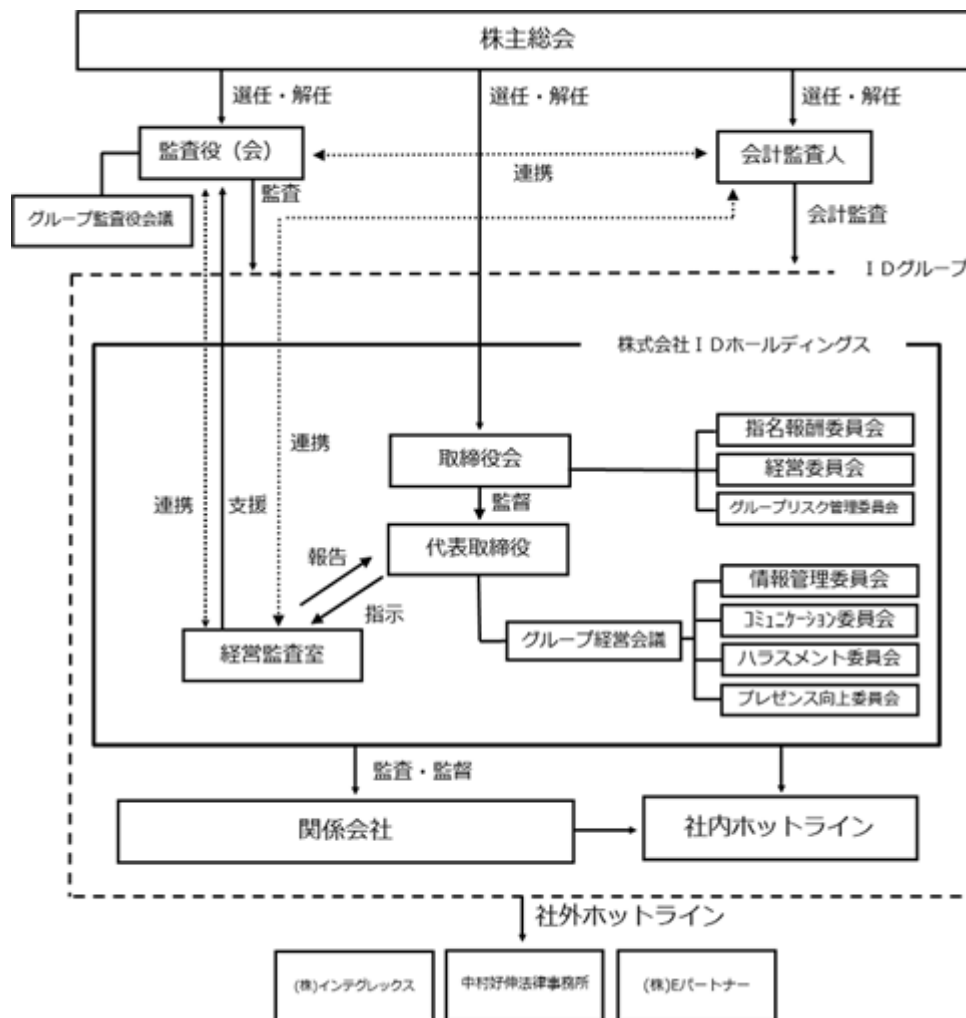 株主総会
選任・解任
選任・解任
選任・解任
監査役（会）
会計監査人
連携
監査
グループ監査役会議
会計監査
ＩＤグループ
株式会社ＩＤホールディングス
指名報酬委員会
連携
取締役会
経営委員会
連携
支援
監督
グループリスク管理委員会
報告
代表取締役
情報管理委員会
指示
ｺﾐｭﾆｹｰｼｮﾝ委員会
経営監査室
グループ経営会議
ハラスメント委員会
プレゼンス向上委員会
監査・監督
関係会社
社内ホットライン
社外ホットライン
(株)インテグレックス
中村好伸法律事務所
(株)Eパートナー